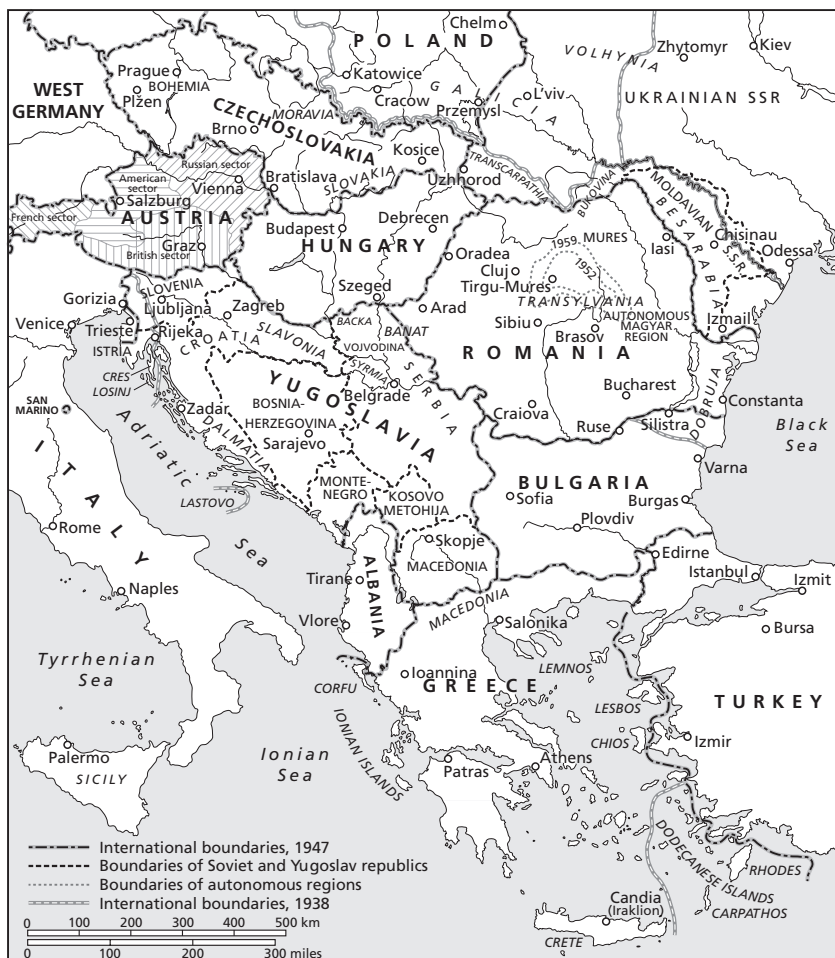 Chelm
POLAND
VOLHYNIA
Zhytomyr
Kiev
Prague
BOHEMIA
Katowice
GALICIA
WEST
GERMANY
Plzen
Cracow
L'viv
UKRAINIAN SSR
MORAVIA
Przemysl
CZECHOSLOVAKIA
Brno
Kosice
TRANSCARPATHIA
Russian sector
SLOVAKIA
Uzhhorod
American
sector
Vienna
Bratislava
BUKOVINA
MOLDAVIAN SSR
Salzburg
French sector
AUSTRIA
Budapest
Debrecen
BESARABIA
Chisinau
HUNGARY
1959
MURES
Iasi
Odessa
Graz
British sector
Oradea
Cluj
1952
Tirgu-Mures
SLOVENIA
Szeged
TRANSYLVANIA
Gorizia
Ljubljana
Zagreb
Arad
AUTONOMOUS
MAGYAR
REGION
Izmail
Venice
Trieste
Rijeka
BACKA
BANAT
Sibiu
Brasov
ISTRIA
CROATIA
SLAVONIA
VOJVODINA
ROMANIA
CRES
LOSINJ
SYRMIA
SERBIA
YUGOSLAVIA
Belgrade
Bucharest
DOBRUJA
SAN
MARINO
Zadar
BOSNIA-
HERZEGOVINA
Craiova
Constanta
Silistra
Ruse
Black
Sea
ITALY
Adriatic
Sea
DALMATIA
Sarajevo
Varna
BULGARIA
LASTOVO
MONTE-
NEGRO
KOSOVO
METOHIJA
Sofia
Burgas
Rome
Plovdiv
Skopje
Edirne
MACEDONIA
Istanbul
Izmit
Tirane
ALBANIA
Naples
MACEDONIA
Salonika
Vlore
Bursa
Tyrrhenian
Sea
Ioannina
LEMNOS
CORFU
GREECE
TURKEY
LESBOS
IONIAN ISLANDS
CHIOS
Izmir
Palermo
Ionian
Sea
SICILY
Athens
Patras
DODECANESE ISLANDS
RHODES
CARPATHOS
Candia
(Iraklion)
CRETE
International boundaries, 1947
Boundaries of Soviet and Yugoslav republics
Boundaries of autonomous regions
International boundaries, 1938
0 100 200 300 400 500 km
0 100 200 300 miles